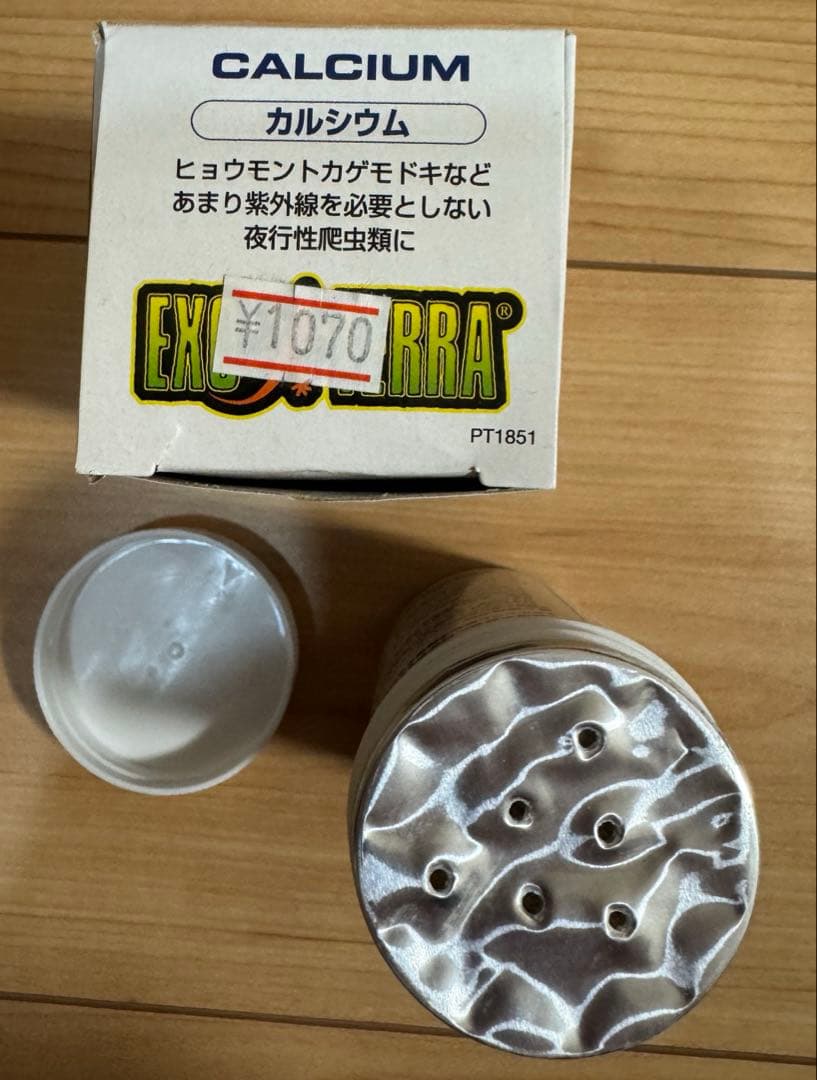 CALCIUM
カルシウム
ヒョウモントカゲモドキなど
あまり紫外線を必要としない
夜行性爬虫類に
¥1070
EXO TERRA®
PT1851